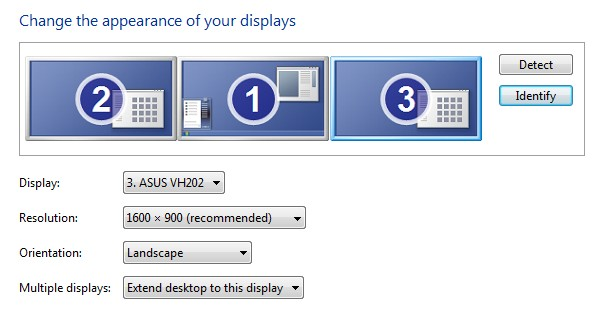 Change the appearance of your displays
2 1 3
Detect
Identify
Display: 3. ASUS VH202
Resolution: 1600 × 900 (recommended)
Orientation: Landscape
Multiple displays: Extend desktop to this display